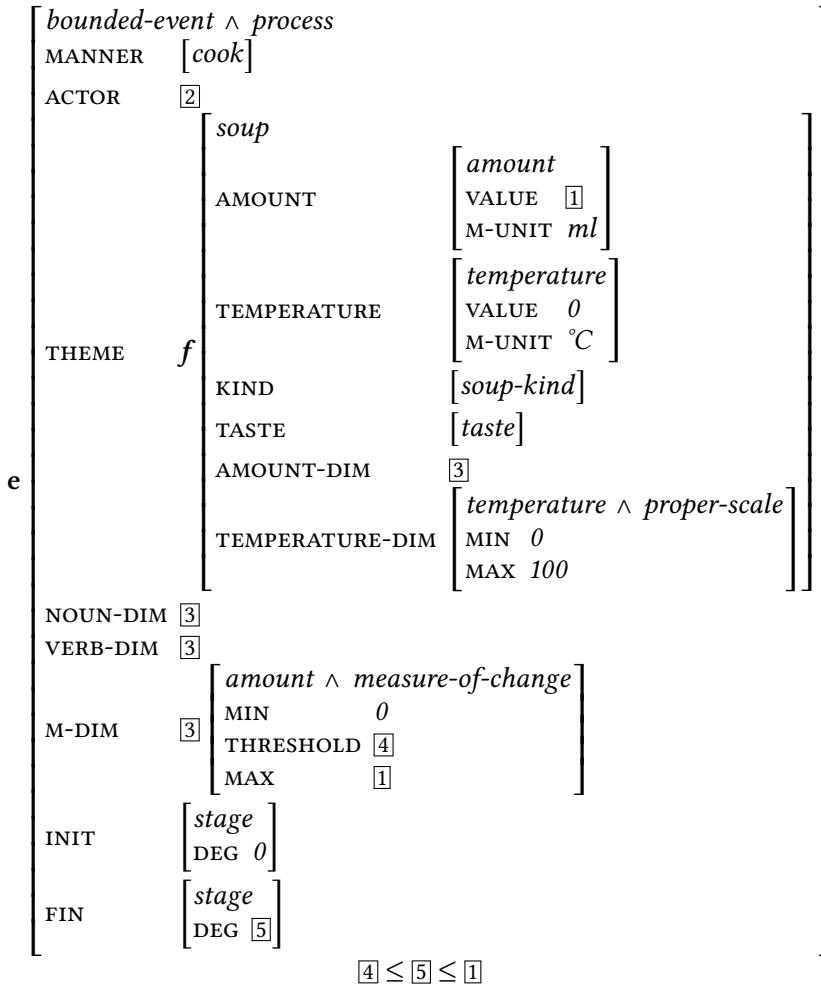 bounded-event ∧ process
MANNER [cook]
ACTOR 2
soup
amount
AMOUNT VALUE 1
M-UNIT ml
temperature
TEMPERATURE VALUE 0
M-UNIT °C
THEME f
KIND [soup-kind]
TASTE [taste]
AMOUNT-DIM 3
e
temperature ∧ proper-scale
TEMPERATURE-DIM MIN 0
MAX 100
NOUN-DIM 3
VERB-DIM 3
amount ∧ measure-of-change
MIN 0
M-DIM 3 THRESHOLD 4
MAX 1
stage
INIT DEG 0
stage
FIN DEG 5
4 ≤ 5 ≤ 1